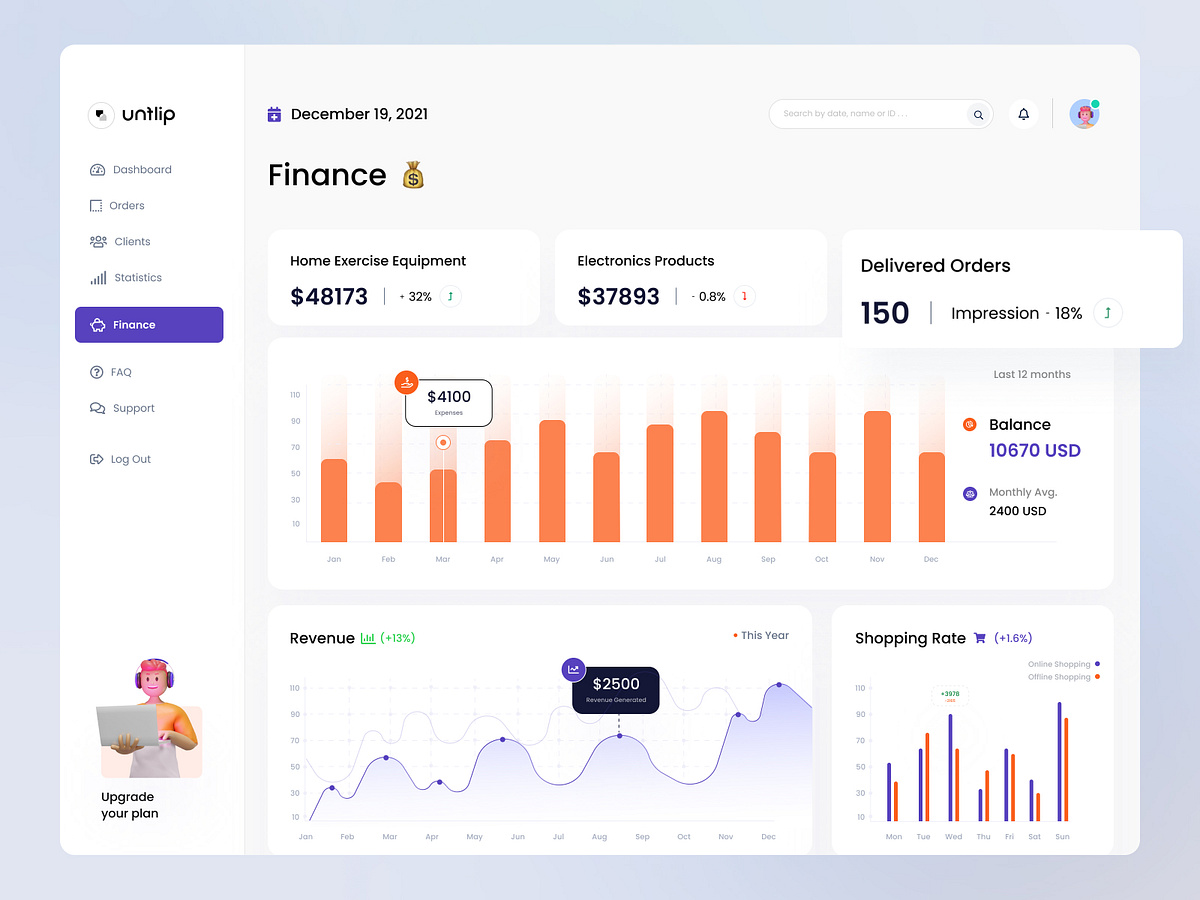 untlip
Dashboard
Orders
Clients
Statistics
Finance
FAQ
Support
Log Out
Upgrade
your plan
December 19, 2021
Search by date, name or ID . . .
Finance
Home Exercise Equipment
$48173
+ 32%
Electronics Products
$37893
- 0.8%
Delivered Orders
150
Impression - 18%
Last 12 months
110
90
70
50
30
10
$4100
Expenses
Jan Feb Mar Apr May Jun Jul Aug Sep Oct Nov Dec
Balance
10670 USD
Monthly Avg.
2400 USD
Revenue (+13%)
This Year
110
90
70
50
30
10
$2500
Revenue Generated
Jan Feb Mar Apr May Jun Jul Aug Sep Oct Nov Dec
Shopping Rate (+1.6%)
Online Shopping
Offline Shopping
110
90
70
50
30
10
+3978
Mon Tue Wed Thu Fri Sat Sun